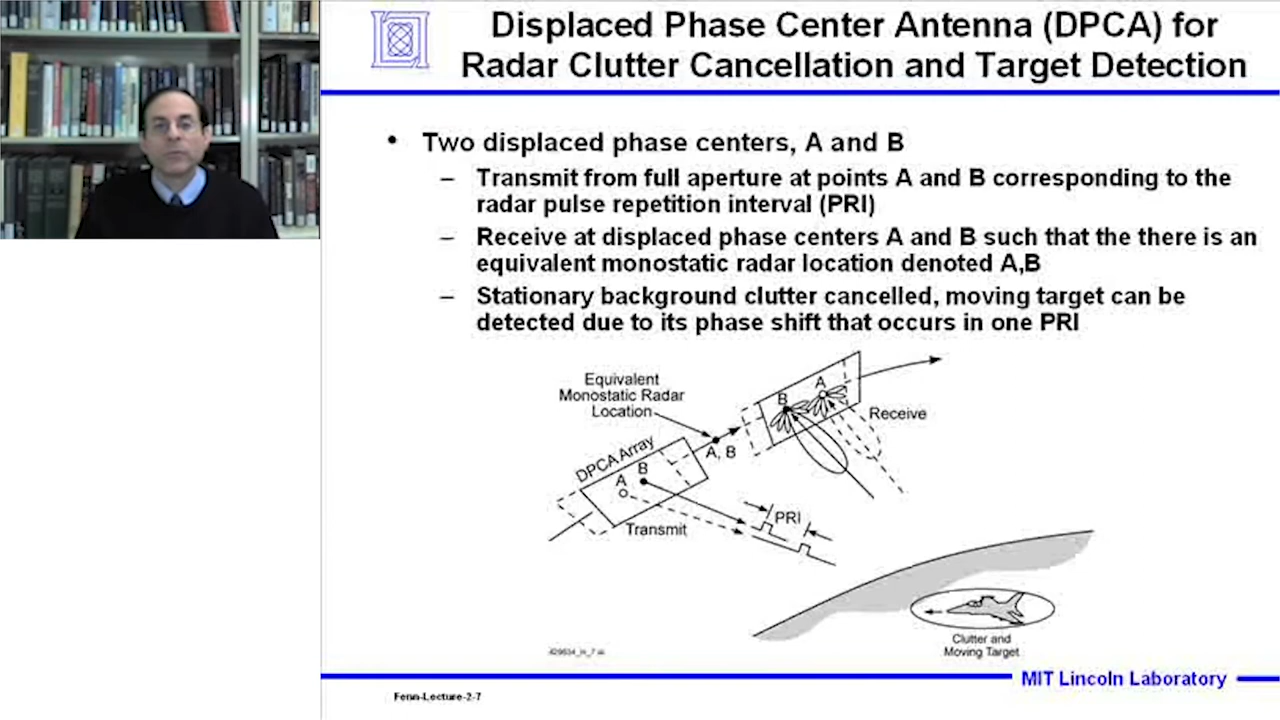 Displaced Phase Center Antenna (DPCA) for
Radar Clutter Cancellation and Target Detection
• Two displaced phase centers, A and B
– Transmit from full aperture at points A and B corresponding to the
radar pulse repetition interval (PRI)
– Receive at displaced phase centers A and B such that the there is an
equivalent monostatic radar location denoted A,B
– Stationary background clutter cancelled, moving target can be
detected due to its phase shift that occurs in one PRI
Equivalent
Monostatic Radar
Location
A
B
Receive
DPCA Array
A, B
B
A
Transmit
PRI
Clutter and
Moving Target
MIT Lincoln Laboratory
Fenn-Lecture-2-7